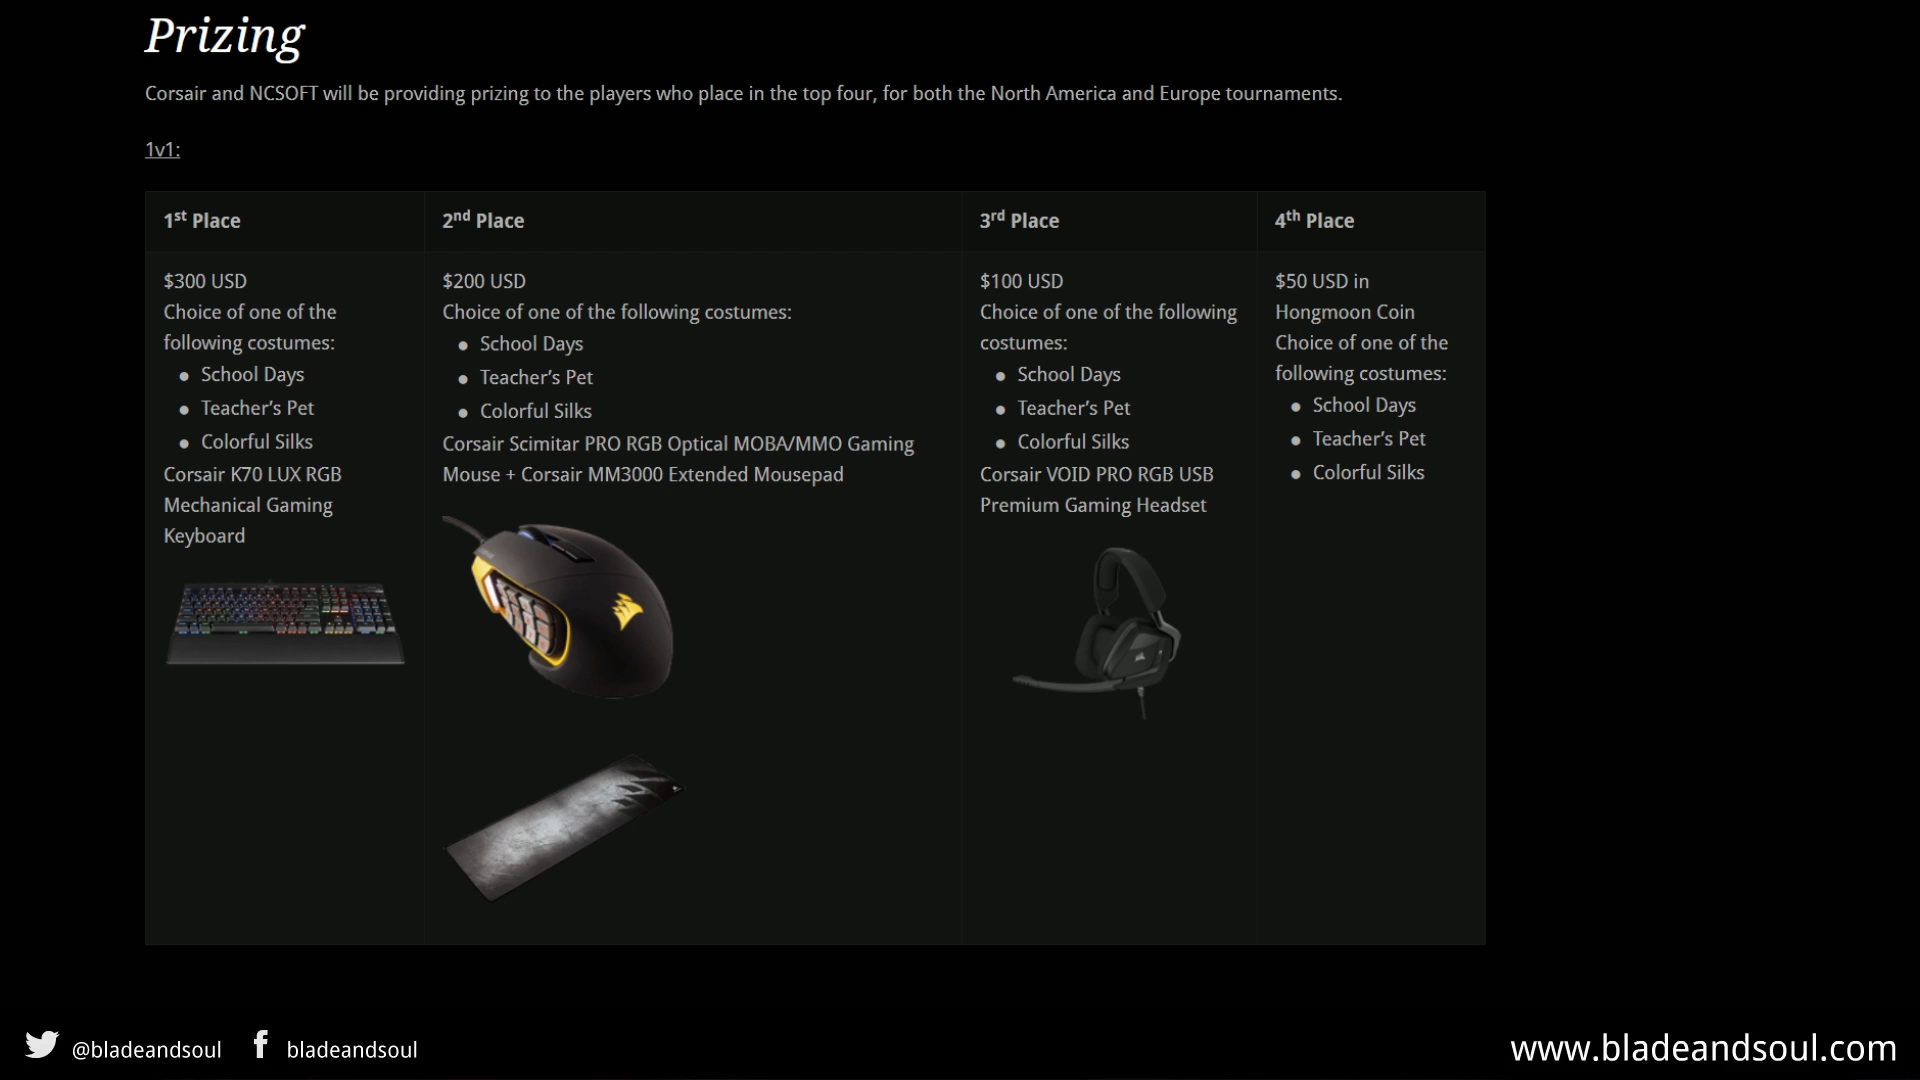 Prizing
Corsair and NCSOFT will be providing prizing to the players who place in the top four, for both the North America and Europe tournaments.
1v1:
1st Place
$300 USD
Choice of one of the
following costumes:
● School Days
● Teacher’s Pet
● Colorful Silks
Corsair K70 LUX RGB
Mechanical Gaming
Keyboard
2nd Place
$200 USD
Choice of one of the following costumes:
● School Days
● Teacher’s Pet
● Colorful Silks
Corsair Scimitar PRO RGB Optical MOBA/MMO Gaming
Mouse + Corsair MM3000 Extended Mousepad
3rd Place
$100 USD
Choice of one of the following
costumes:
● School Days
● Teacher’s Pet
● Colorful Silks
Corsair VOID PRO RGB USB
Premium Gaming Headset
4th Place
$50 USD in
Hongmoon Coin
Choice of one of the
following costumes:
● School Days
● Teacher’s Pet
● Colorful Silks
@bladeandsoul
bladeandsoul
www.bladeandsoul.com